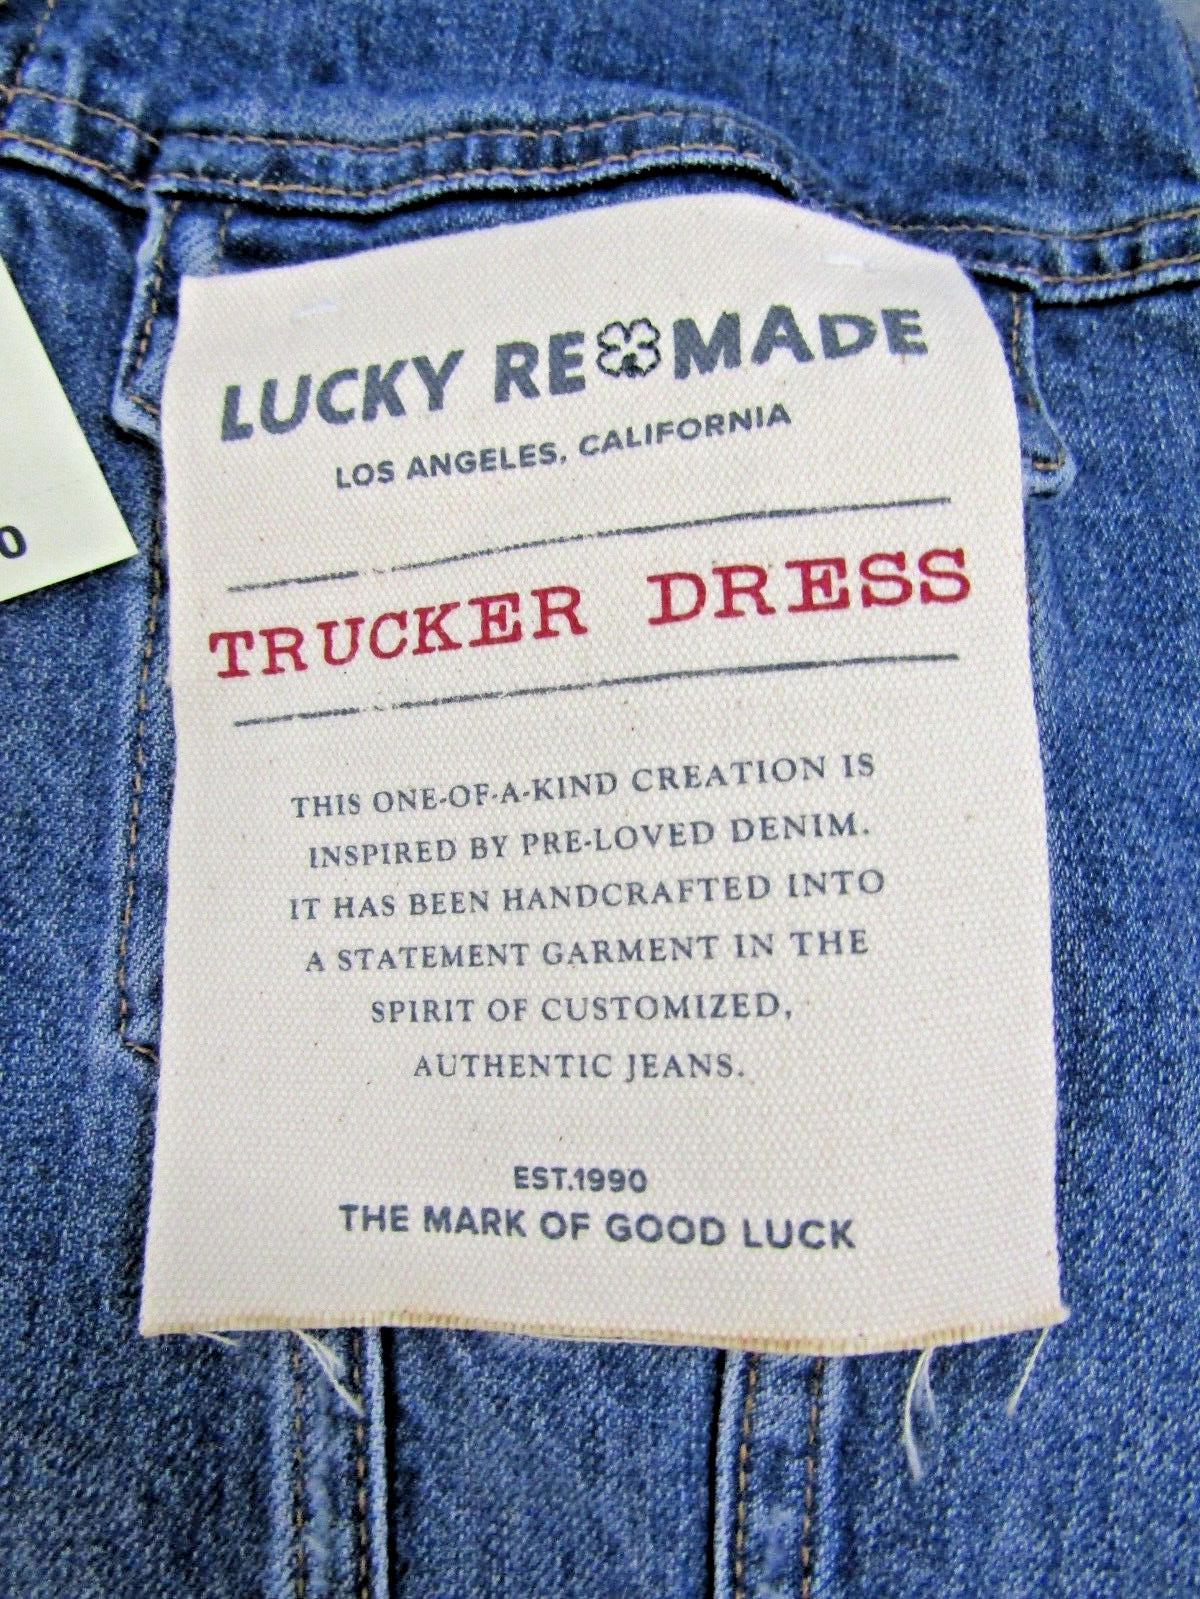 LUCKY RE MADE
LOS ANGELES, CALIFORNIA
TRUCKER DRESS
THIS ONE-OF-A-KIND CREATION IS
INSPIRED BY PRE-LOVED DENIM.
IT HAS BEEN HANDCRAFTED INTO
A STATEMENT GARMENT IN THE
SPIRIT OF CUSTOMIZED,
AUTHENTIC JEANS.
EST.1990
THE MARK OF GOOD LUCK
0